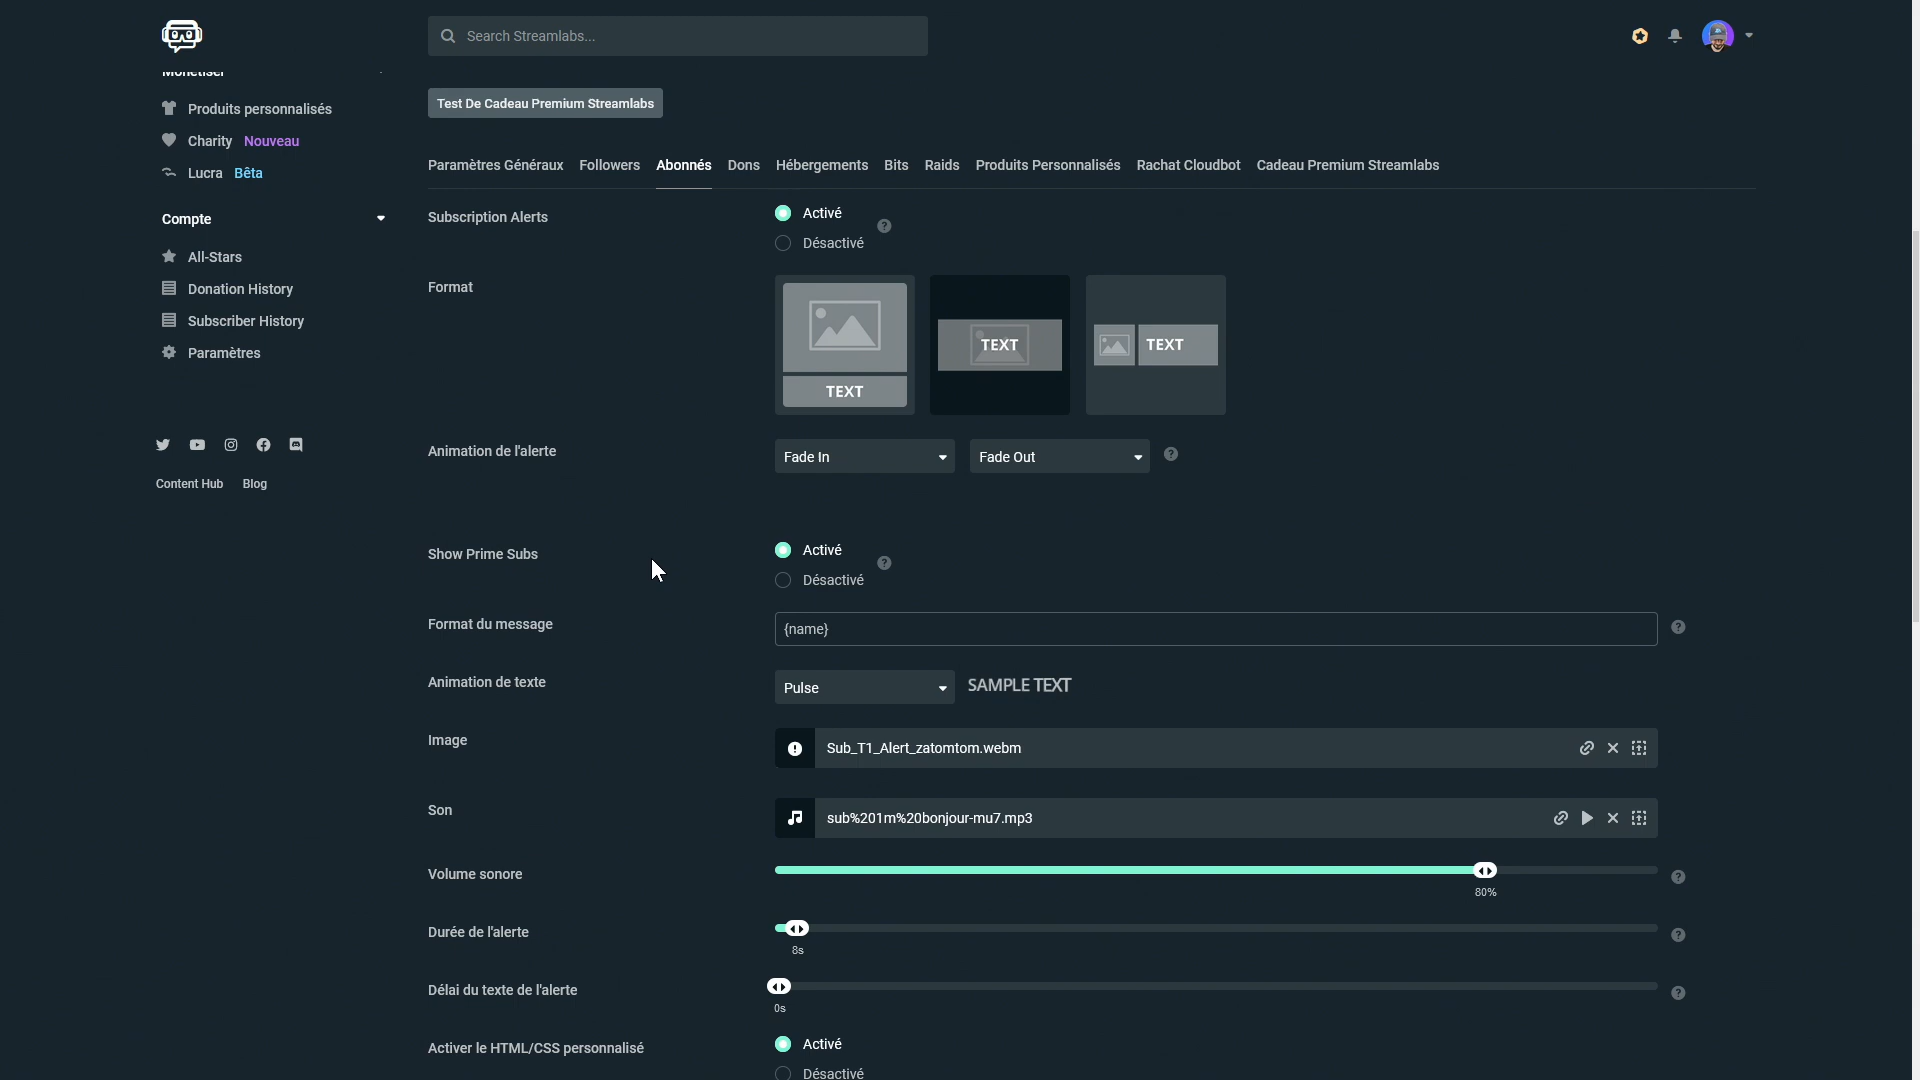 Search Streamlabs...
Monétiser
Produits personnalisés
Charity Nouveau
Lucra Bêta
Compte
All-Stars
Donation History
Subscriber History
Paramètres
Content Hub Blog
Test De Cadeau Premium Streamlabs
Paramètres Généraux Followers Abonnés Dons Hébergements Bits Raids Produits Personnalisés Rachat Cloudbot Cadeau Premium Streamlabs
Subscription Alerts
Activé
Désactivé
Format
TEXT
TEXT
TEXT
Animation de l'alerte
Fade In
Fade Out
Show Prime Subs
Activé
Désactivé
Format du message
{name}
Animation de texte
Pulse
SAMPLE TEXT
Image
Sub_T1_Alert_zatomtom.webm
Son
sub%201m%20bonjour-mu7.mp3
Volume sonore
80%
Durée de l'alerte
8s
Délai du texte de l'alerte
0s
Activer le HTML/CSS personnalisé
Activé
Désactivé